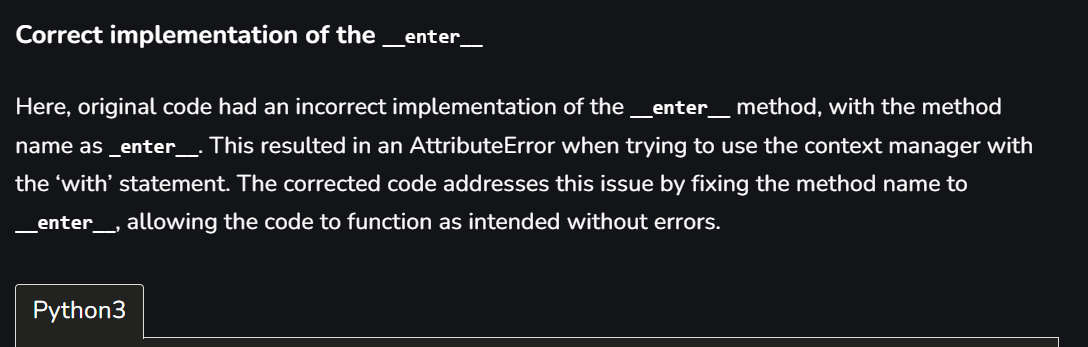 Correct implementation of the __enter__
Here, original code had an incorrect implementation of the __enter__ method, with the method
name as _enter__. This resulted in an AttributeError when trying to use the context manager with
the ‘with’ statement. The corrected code addresses this issue by fixing the method name to
__enter__, allowing the code to function as intended without errors.
Python3